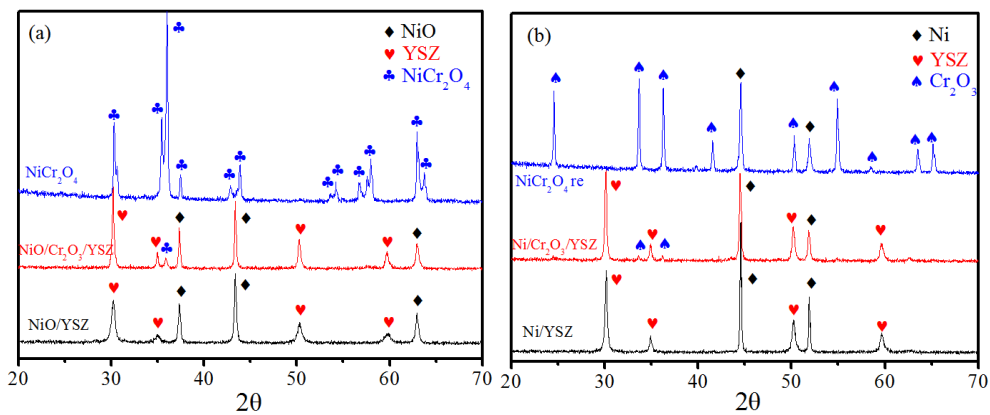 (a)
♦ NiO
♥ YSZ
♣ NiCr₂O₄
NiCr₂O₄
NiO/Cr₂O₃/YSZ
NiO/YSZ
20 30 40 50 60 70
2θ
(b)
♦ Ni
♥ YSZ
♠ Cr₂O₃
NiCr₂O₄ re
Ni/Cr₂O₃/YSZ
Ni/YSZ
20 30 40 50 60 70
2θ